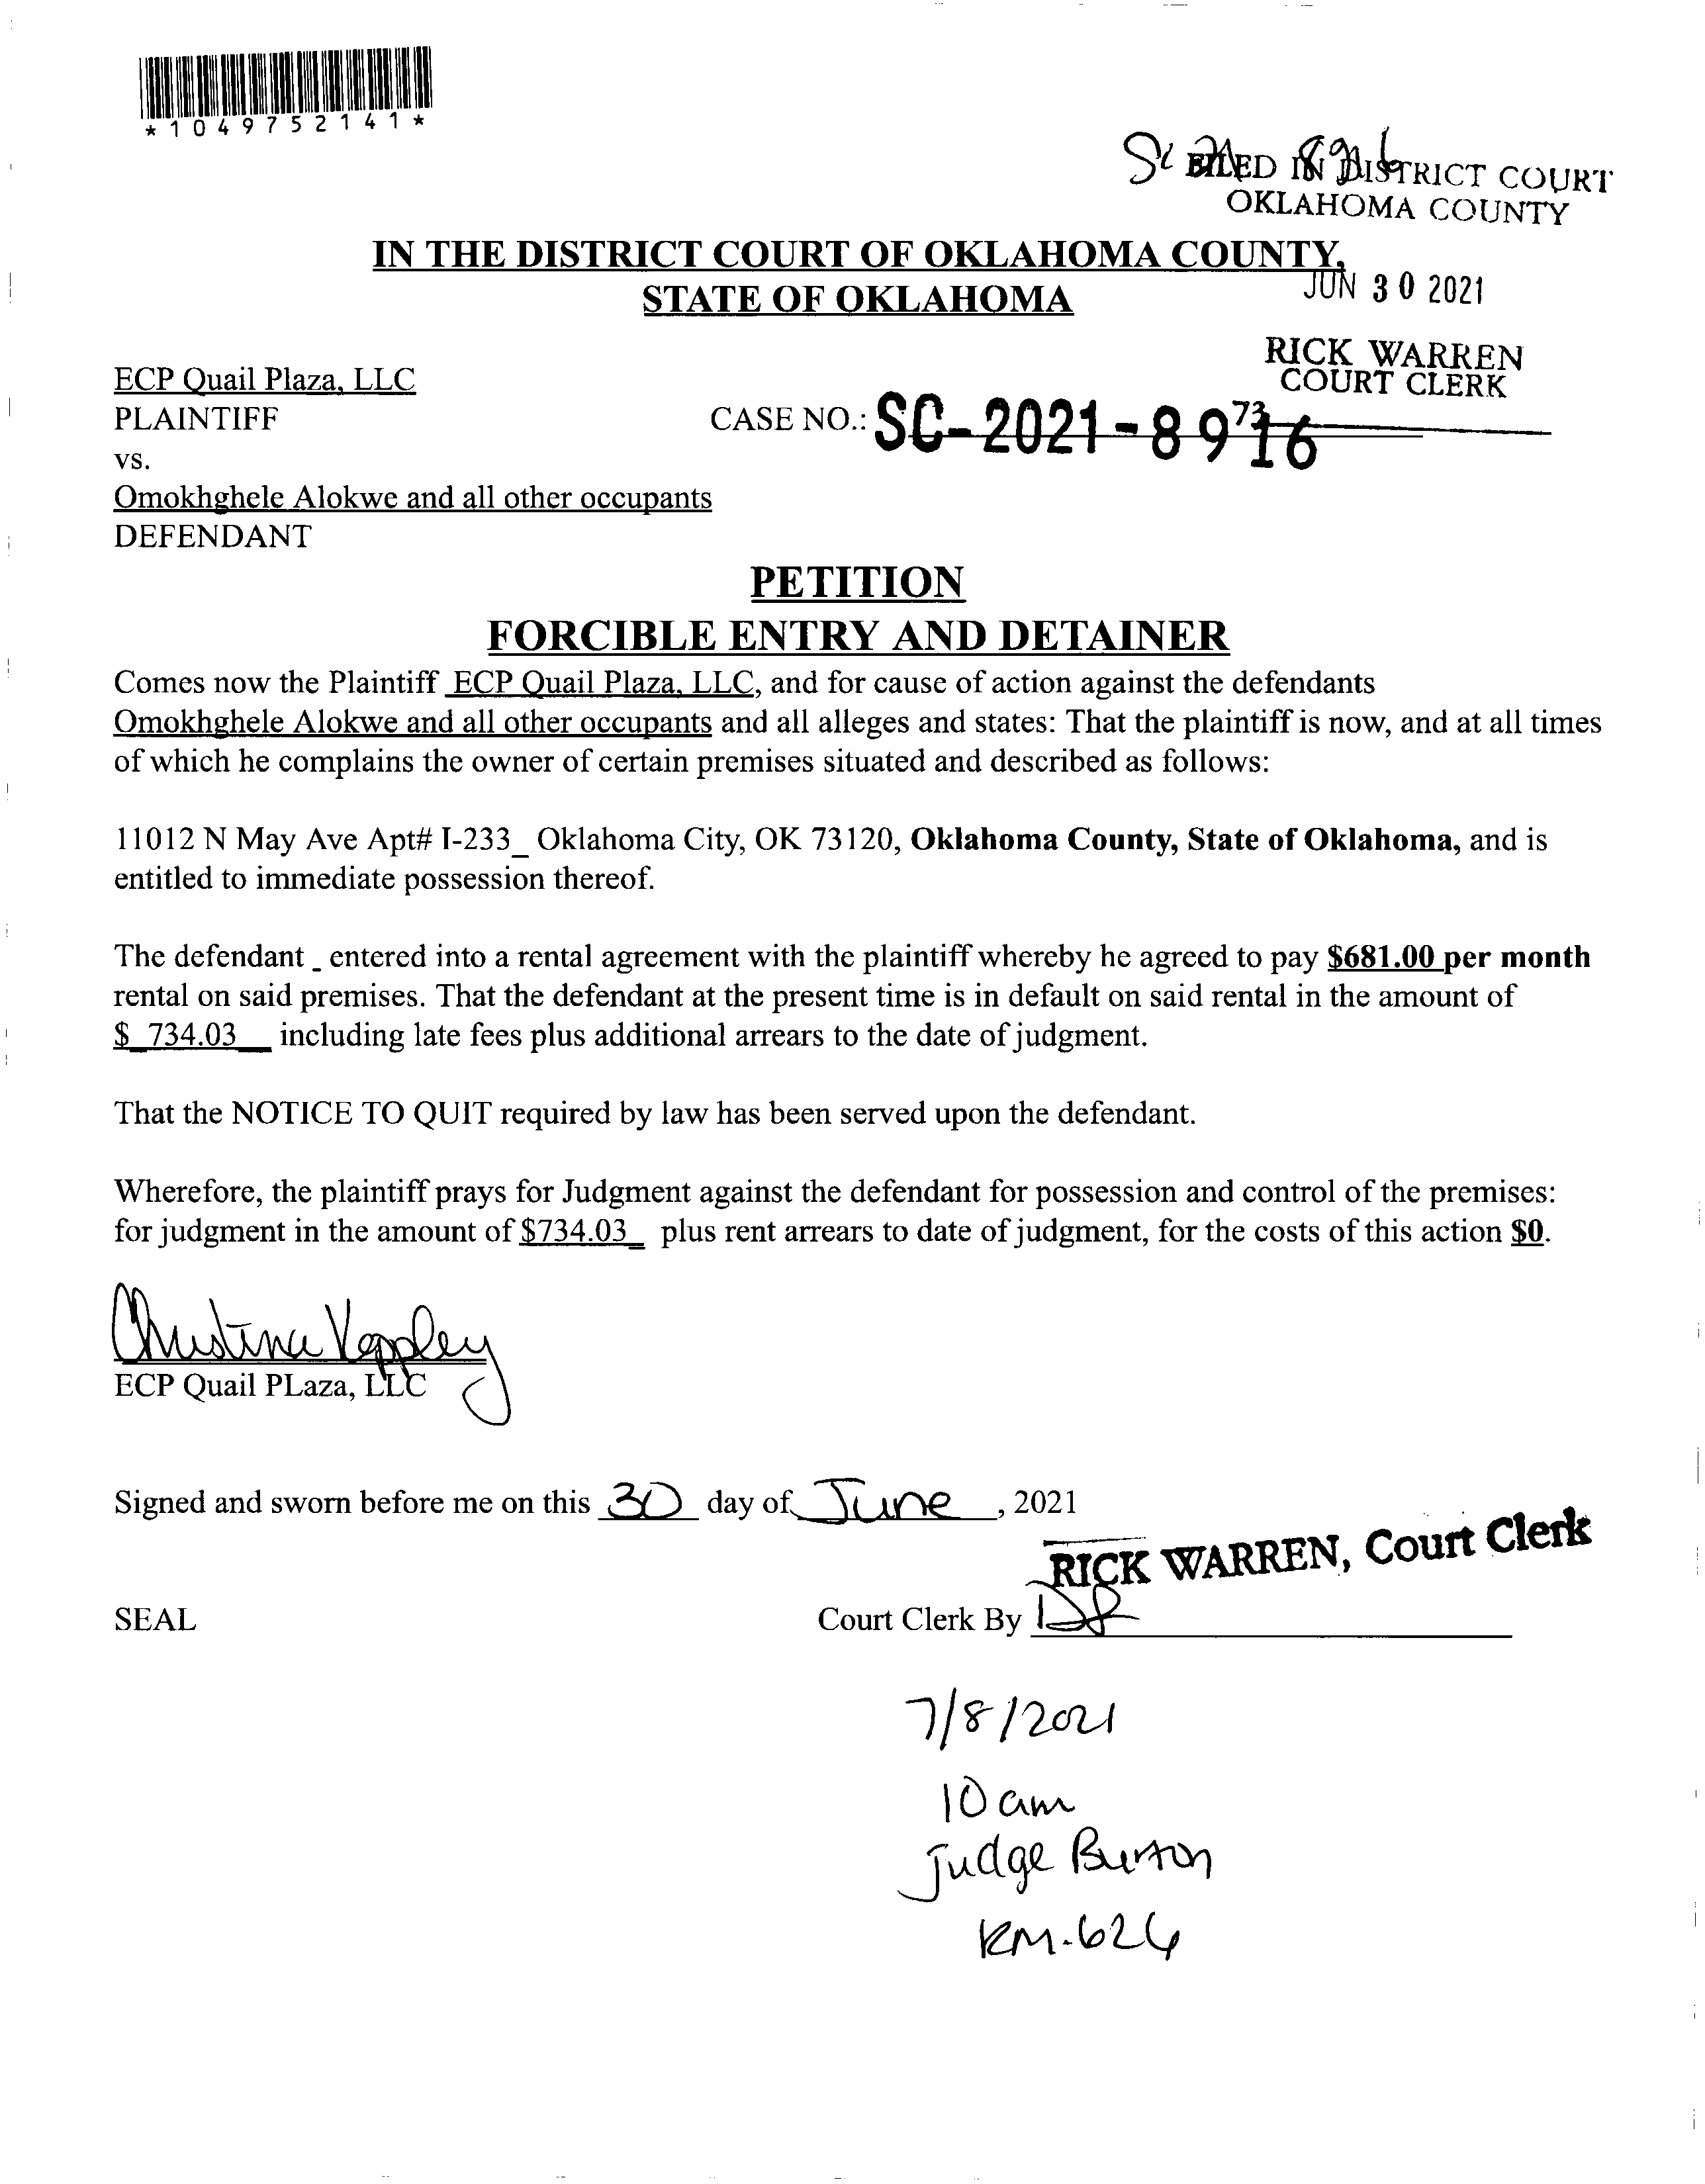 *1049752141*
SC 21 8916
FILED IN DISTRICT COURT
OKLAHOMA COUNTY
IN THE DISTRICT COURT OF OKLAHOMA COUNTY,
STATE OF OKLAHOMA
JUN 30 2021
RICK WARREN
COURT CLERK
73
ECP Quail Plaza, LLC
PLAINTIFF
CASE NO.: SC-2021-8916
vs.
Omokhghele Alokwe and all other occupants
DEFENDANT
PETITION
FORCIBLE ENTRY AND DETAINER
Comes now the Plaintiff ECP Quail Plaza, LLC, and for cause of action against the defendants
Omokhghele Alokwe and all other occupants and all alleges and states: That the plaintiff is now, and at all times
of which he complains the owner of certain premises situated and described as follows:
11012 N May Ave Apt# I-233_ Oklahoma City, OK 73120, Oklahoma County, State of Oklahoma, and is
entitled to immediate possession thereof.
The defendant _ entered into a rental agreement with the plaintiff whereby he agreed to pay $681.00 per month
rental on said premises. That the defendant at the present time is in default on said rental in the amount of
$_734.03__ including late fees plus additional arrears to the date of judgment.
That the NOTICE TO QUIT required by law has been served upon the defendant.
Wherefore, the plaintiff prays for Judgment against the defendant for possession and control of the premises:
for judgment in the amount of $734.03_ plus rent arrears to date of judgment, for the costs of this action $0.
Christina Keppley
ECP Quail PLaza, LLC
Signed and sworn before me on this 30 day of June, 2021
RICK WARREN, Court Clerk
SEAL
Court Clerk By
7/8/2021
10 am
Judge Burton
RM.626